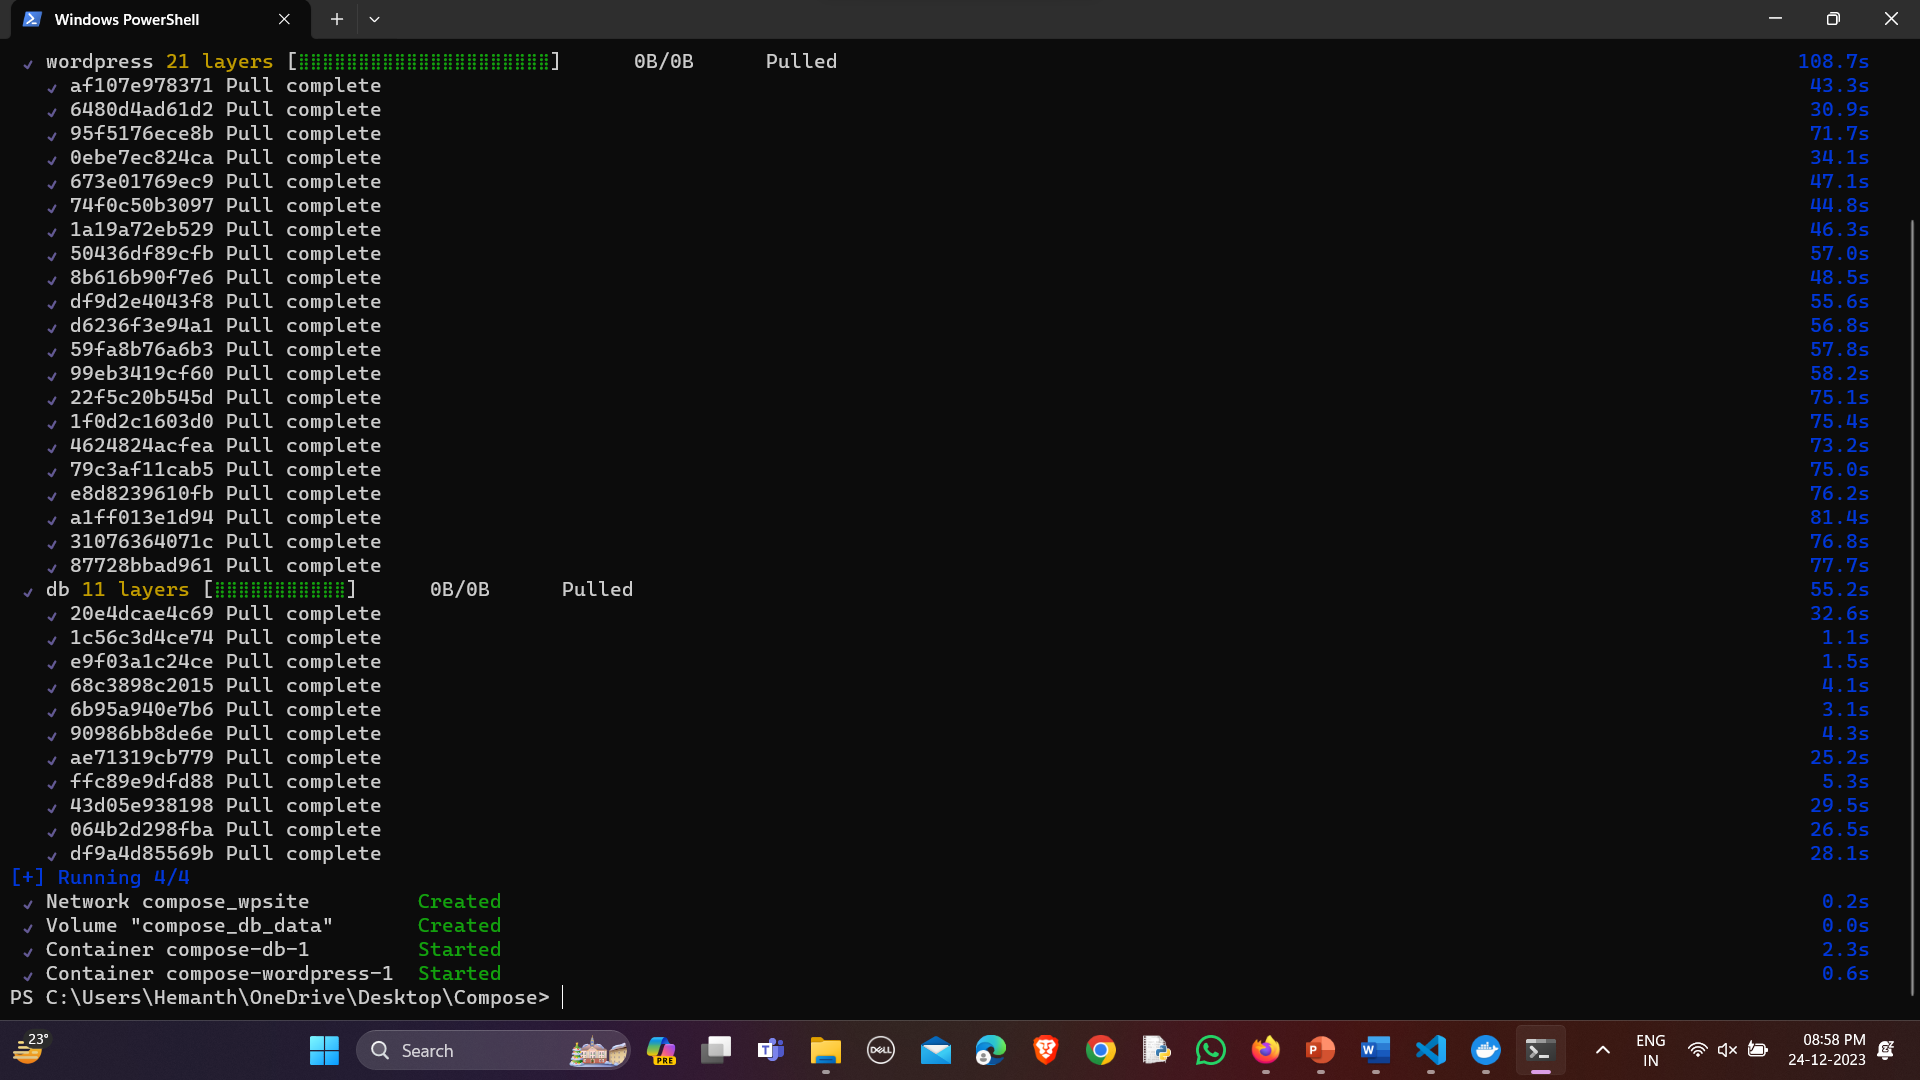 Windows PowerShell
✓ wordpress 21 layers [⣿⣿⣿⣿⣿⣿⣿⣿⣿⣿⣿⣿⣿⣿⣿⣿⣿⣿⣿⣿⣿] 0B/0B Pulled 108.7s
✓ af107e978371 Pull complete 43.3s
✓ 6480d4ad61d2 Pull complete 30.9s
✓ 95f5176ece8b Pull complete 71.7s
✓ 0ebe7ec824ca Pull complete 34.1s
✓ 673e01769ec9 Pull complete 47.1s
✓ 74f0c50b3097 Pull complete 44.8s
✓ 1a19a72eb529 Pull complete 46.3s
✓ 50436df89cfb Pull complete 57.0s
✓ 8b616b90f7e6 Pull complete 48.5s
✓ df9d2e4043f8 Pull complete 55.6s
✓ d6236f3e94a1 Pull complete 56.8s
✓ 59fa8b76a6b3 Pull complete 57.8s
✓ 99eb3419cf60 Pull complete 58.2s
✓ 22f5c20b545d Pull complete 75.1s
✓ 1f0d2c1603d0 Pull complete 75.4s
✓ 4624824acfea Pull complete 73.2s
✓ 79c3af11cab5 Pull complete 75.0s
✓ e8d8239610fb Pull complete 76.2s
✓ a1ff013e1d94 Pull complete 81.4s
✓ 31076364071c Pull complete 76.8s
✓ 87728bbad961 Pull complete 77.7s
✓ db 11 layers [⣿⣿⣿⣿⣿⣿⣿⣿⣿⣿⣿] 0B/0B Pulled 55.2s
✓ 20e4dcae4c69 Pull complete 32.6s
✓ 1c56c3d4ce74 Pull complete 1.1s
✓ e9f03a1c24ce Pull complete 1.5s
✓ 68c3898c2015 Pull complete 4.1s
✓ 6b95a940e7b6 Pull complete 3.1s
✓ 90986bb8de6e Pull complete 4.3s
✓ ae71319cb779 Pull complete 25.2s
✓ ffc89e9dfd88 Pull complete 5.3s
✓ 43d05e938198 Pull complete 29.5s
✓ 064b2d298fba Pull complete 26.5s
✓ df9a4d85569b Pull complete 28.1s
[+] Running 4/4
✓ Network compose_wpsite Created 0.2s
✓ Volume "compose_db_data" Created 0.0s
✓ Container compose-db-1 Started 2.3s
✓ Container compose-wordpress-1 Started 0.6s
PS C:\Users\Hemanth\OneDrive\Desktop\Compose>
23°
Search
PRE
DELL
ENG
IN
08:58 PM
24-12-2023